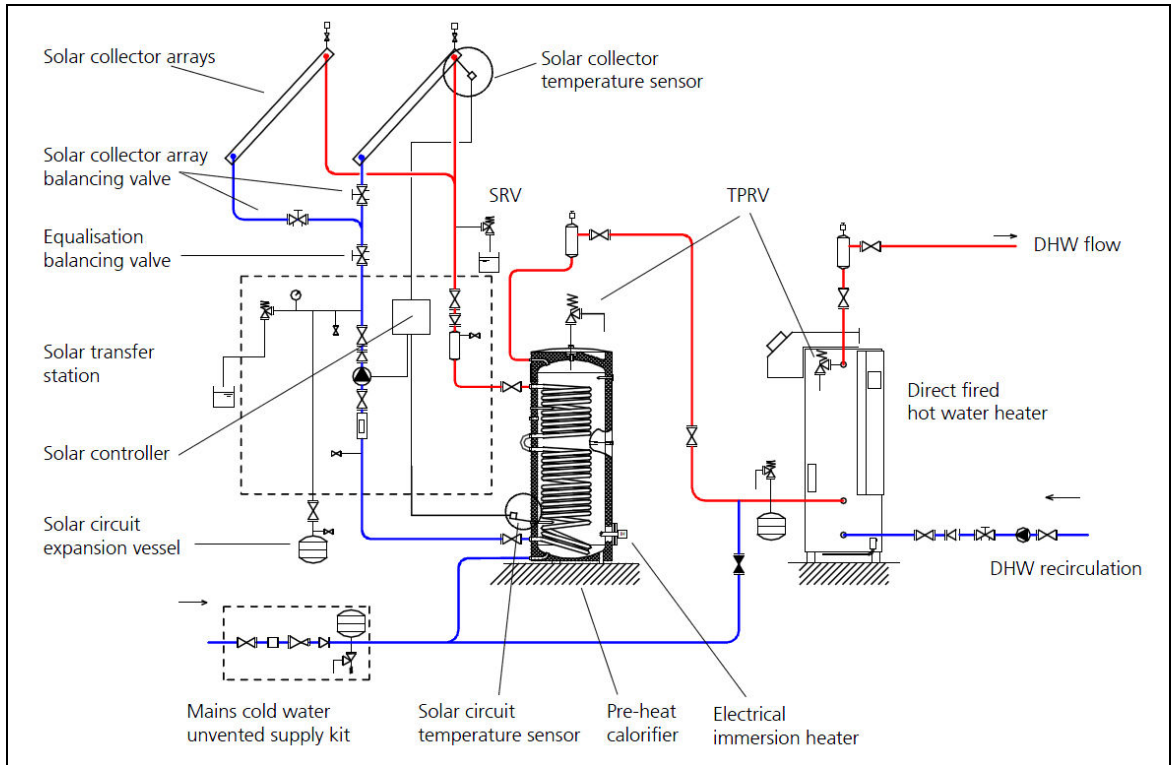 Solar collector arrays
Solar collector
temperature sensor
Solar collector array
balancing valve
SRV
TPRV
Equalisation
balancing valve
DHW flow
Solar transfer
station
Direct fired
hot water heater
Solar controller
Solar circuit
expansion vessel
DHW recirculation
Mains cold water
unvented supply kit
Solar circuit
temperature sensor
Pre-heat
calorifier
Electrical
immersion heater